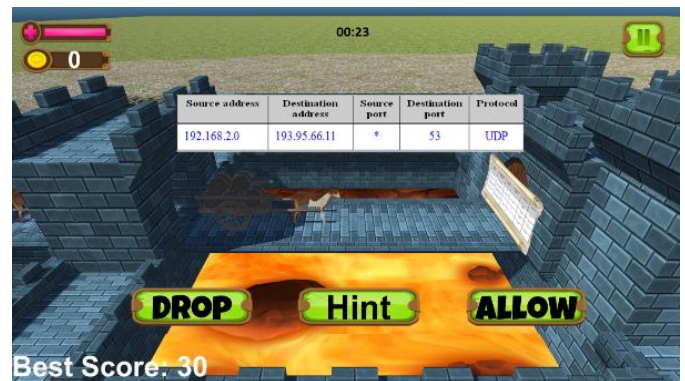 00:23
0
Source address Destination address Source port Destination port Protocol
192.168.2.0 193.95.66.11 * 53 UDP
DROP Hint ALLOW
Best Score: 30